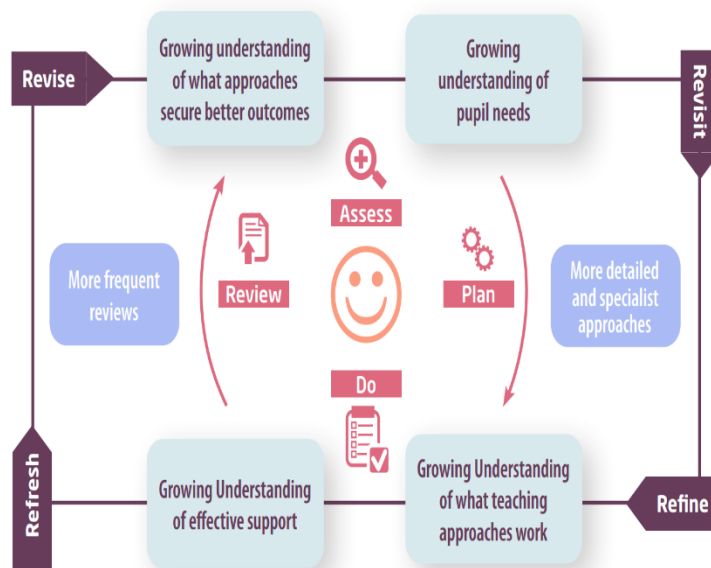 Revise
Growing understanding
of what approaches
secure better outcomes
Growing
understanding of
pupil needs
Revisit
Assess
More frequent
reviews
Review
Plan
More detailed
and specialist
approaches
Do
Refresh
Growing Understanding
of effective support
Growing Understanding
of what teaching
approaches work
Refine